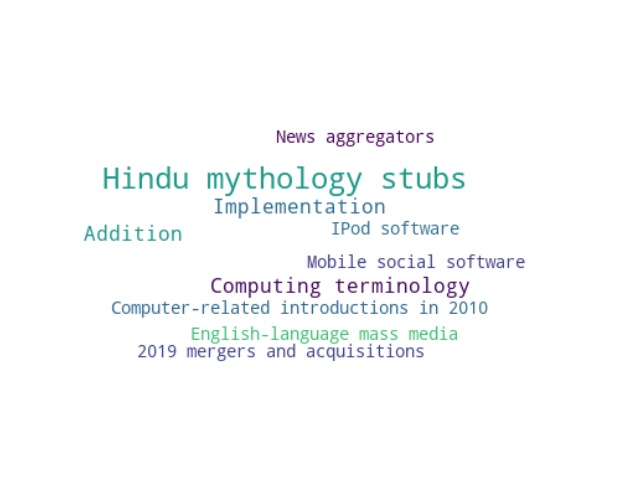 News aggregators
Hindu mythology stubs
Implementation
IPod software
Addition
Mobile social software
Computing terminology
Computer-related introductions in 2010
English-language mass media
2019 mergers and acquisitions